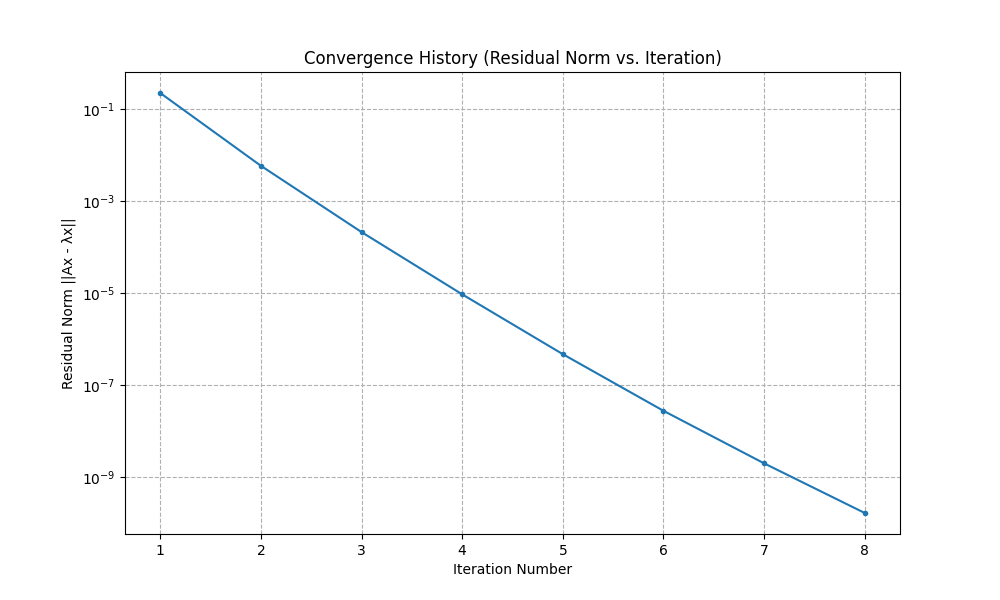 Convergence History (Residual Norm vs. Iteration)
Residual Norm ||Ax - λx||
10⁻¹
10⁻³
10⁻⁵
10⁻⁷
10⁻⁹
1 2 3 4 5 6 7 8
Iteration Number